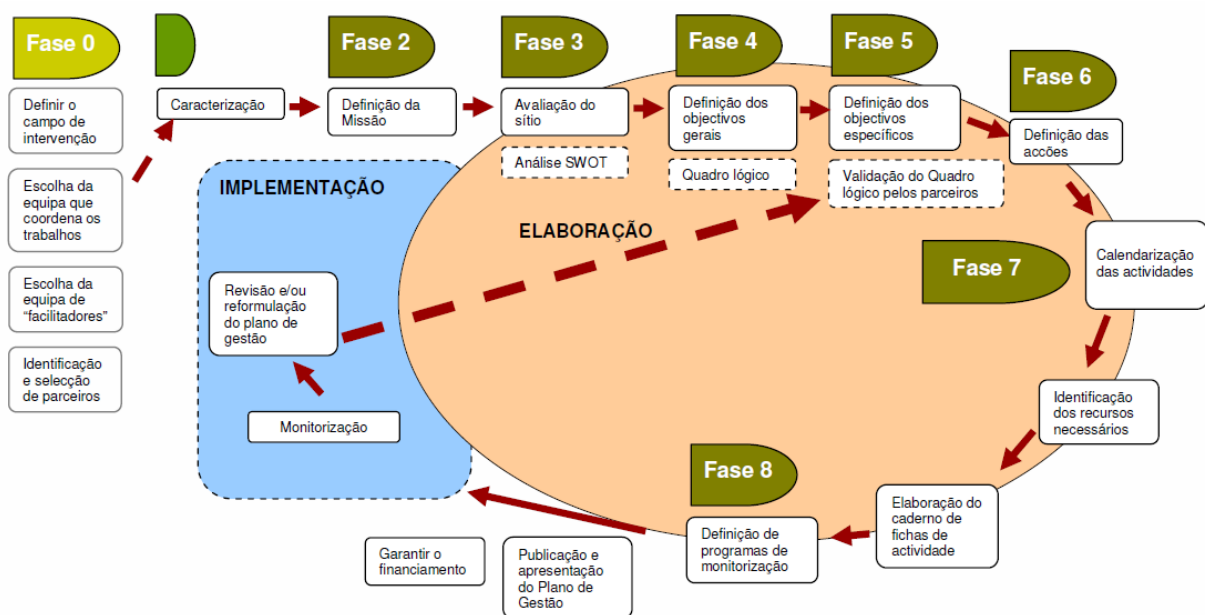 Fase 0
Fase 2
Fase 3
Fase 4
Fase 5
Fase 6
Definir o
campo de
intervenção
Caracterização
Definição da
Missão
Avaliação do
sítio
Definição dos
objectivos
gerais
Definição dos
objectivos
específicos
Definição das
accões
Análise SWOT
Quadro lógico
Validação do Quadro
lógico pelos parceiros
Escolha da
equipa que
coordena os
trabalhos
IMPLEMENTAÇÃO
ELABORAÇÃO
Fase 7
Calendarização
das actividades
Escolha da
equipa de
“facilitadores”
Revisão e/ou
reformulação
do plano de
gestão
Identificação
e selecção
de parceiros
Monitorização
Identificação
dos recursos
necessários
Fase 8
Elaboração do
caderno de
fichas de
actividade
Definição de
programas de
monitorização
Publicação e
apresentação
do Plano de
Gestão
Garantir o
financiamento